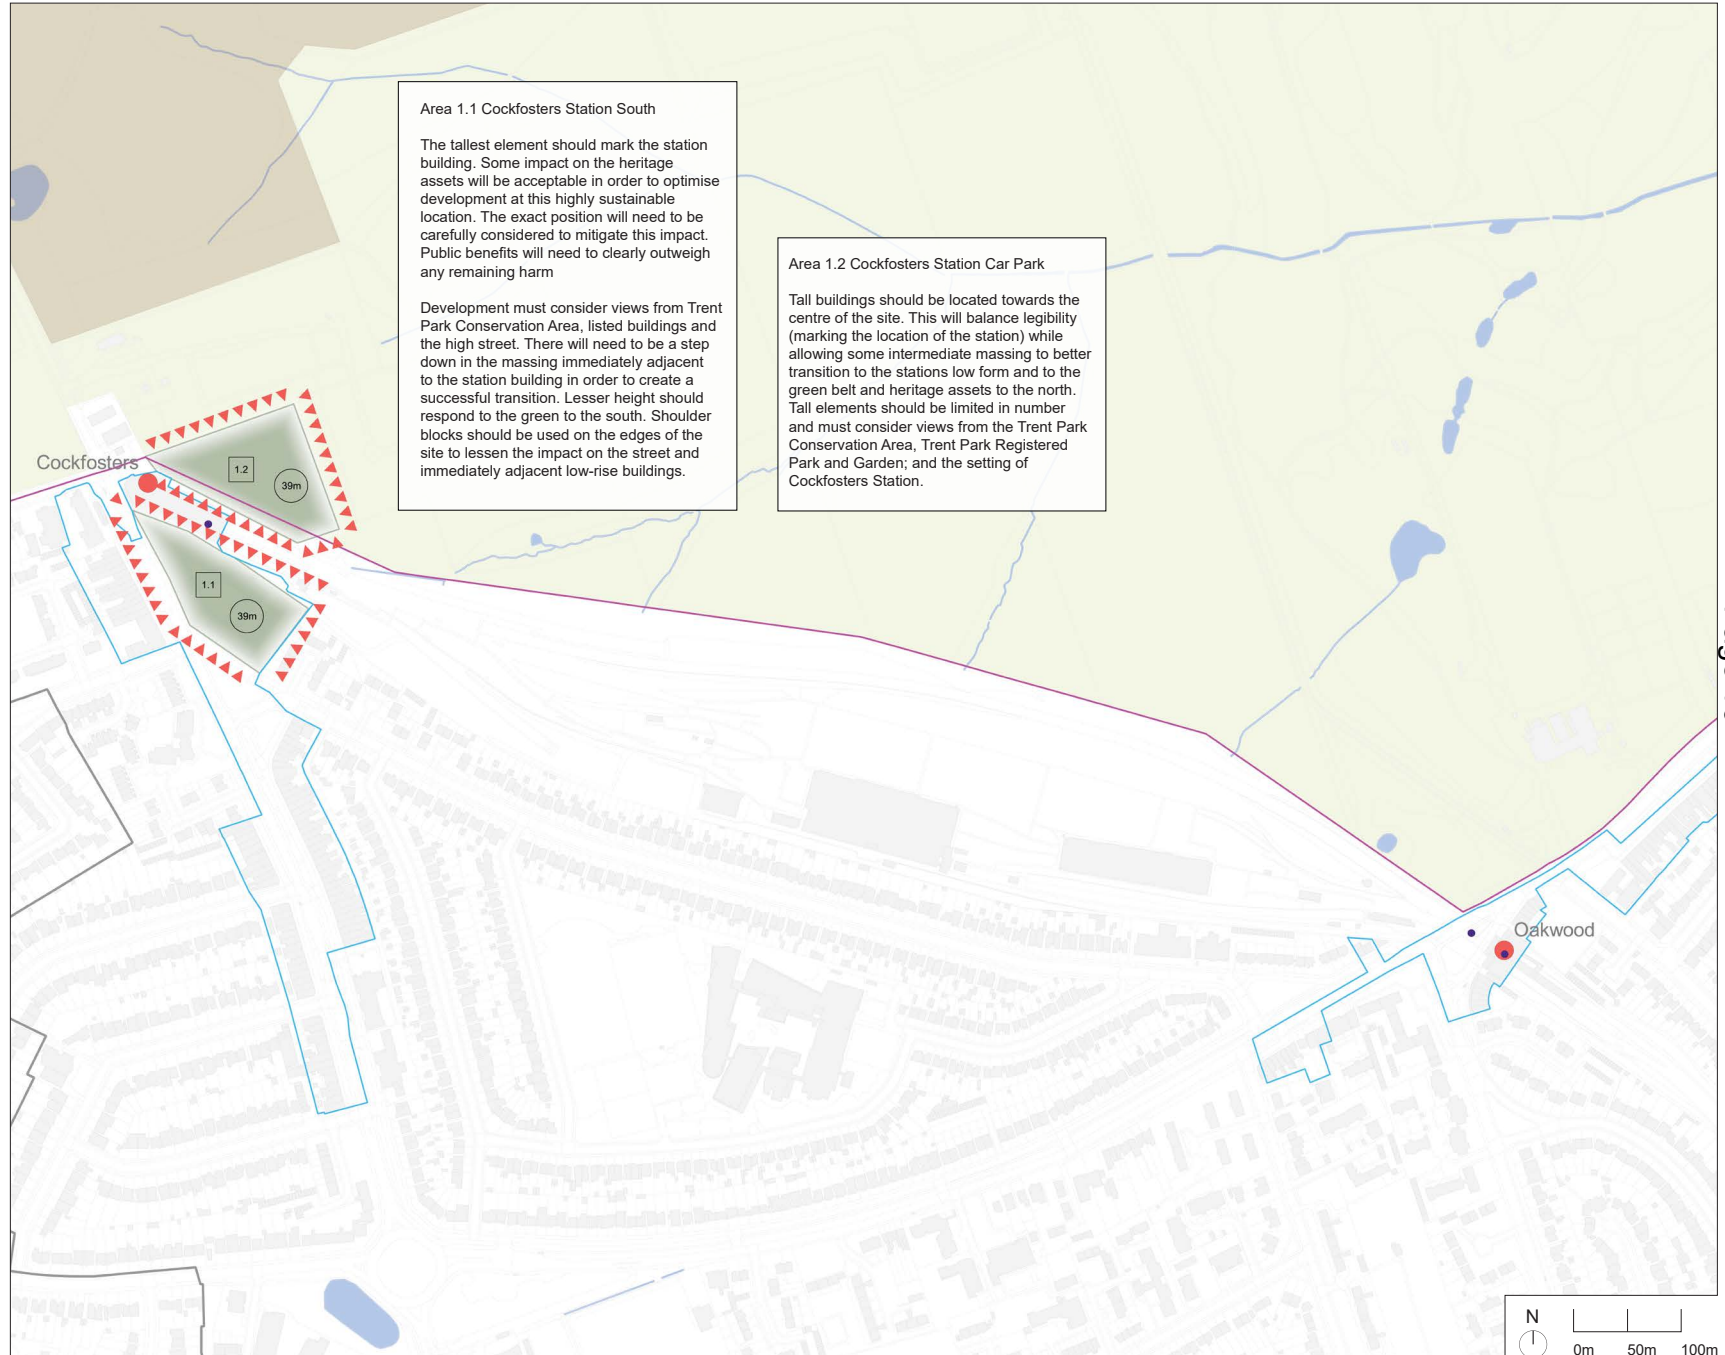 Area 1.1 Cockfosters Station South
The tallest element should mark the station
building. Some impact on the heritage
assets will be acceptable in order to optimise
development at this highly sustainable
location. The exact position will need to be
carefully considered to mitigate this impact.
Public benefits will need to clearly outweigh
any remaining harm
Development must consider views from Trent
Park Conservation Area, listed buildings and
the high street. There will need to be a step
down in the massing immediately adjacent
to the station building in order to create a
successful transition. Lesser height should
respond to the green to the south. Shoulder
blocks should be used on the edges of the
site to lessen the impact on the street and
immediately adjacent low-rise buildings.
Area 1.2 Cockfosters Station Car Park
Tall buildings should be located towards the
centre of the site. This will balance legibility
(marking the location of the station) while
allowing some intermediate massing to better
transition to the stations low form and to the
green belt and heritage assets to the north.
Tall elements should be limited in number
and must consider views from the Trent Park
Conservation Area, Trent Park Registered
Park and Garden; and the setting of
Cockfosters Station.
Cockfosters
1.2
39m
1.1
39m
Oakwood
N
0m 50m 100m